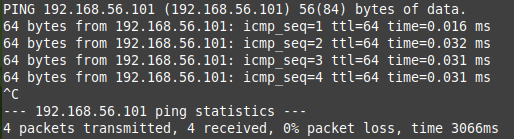 PING 192.168.56.101 (192.168.56.101) 56(84) bytes of data.
64 bytes from 192.168.56.101: icmp_seq=1 ttl=64 time=0.016 ms
64 bytes from 192.168.56.101: icmp_seq=2 ttl=64 time=0.032 ms
64 bytes from 192.168.56.101: icmp_seq=3 ttl=64 time=0.031 ms
64 bytes from 192.168.56.101: icmp_seq=4 ttl=64 time=0.031 ms
^C
--- 192.168.56.101 ping statistics ---
4 packets transmitted, 4 received, 0% packet loss, time 3066ms